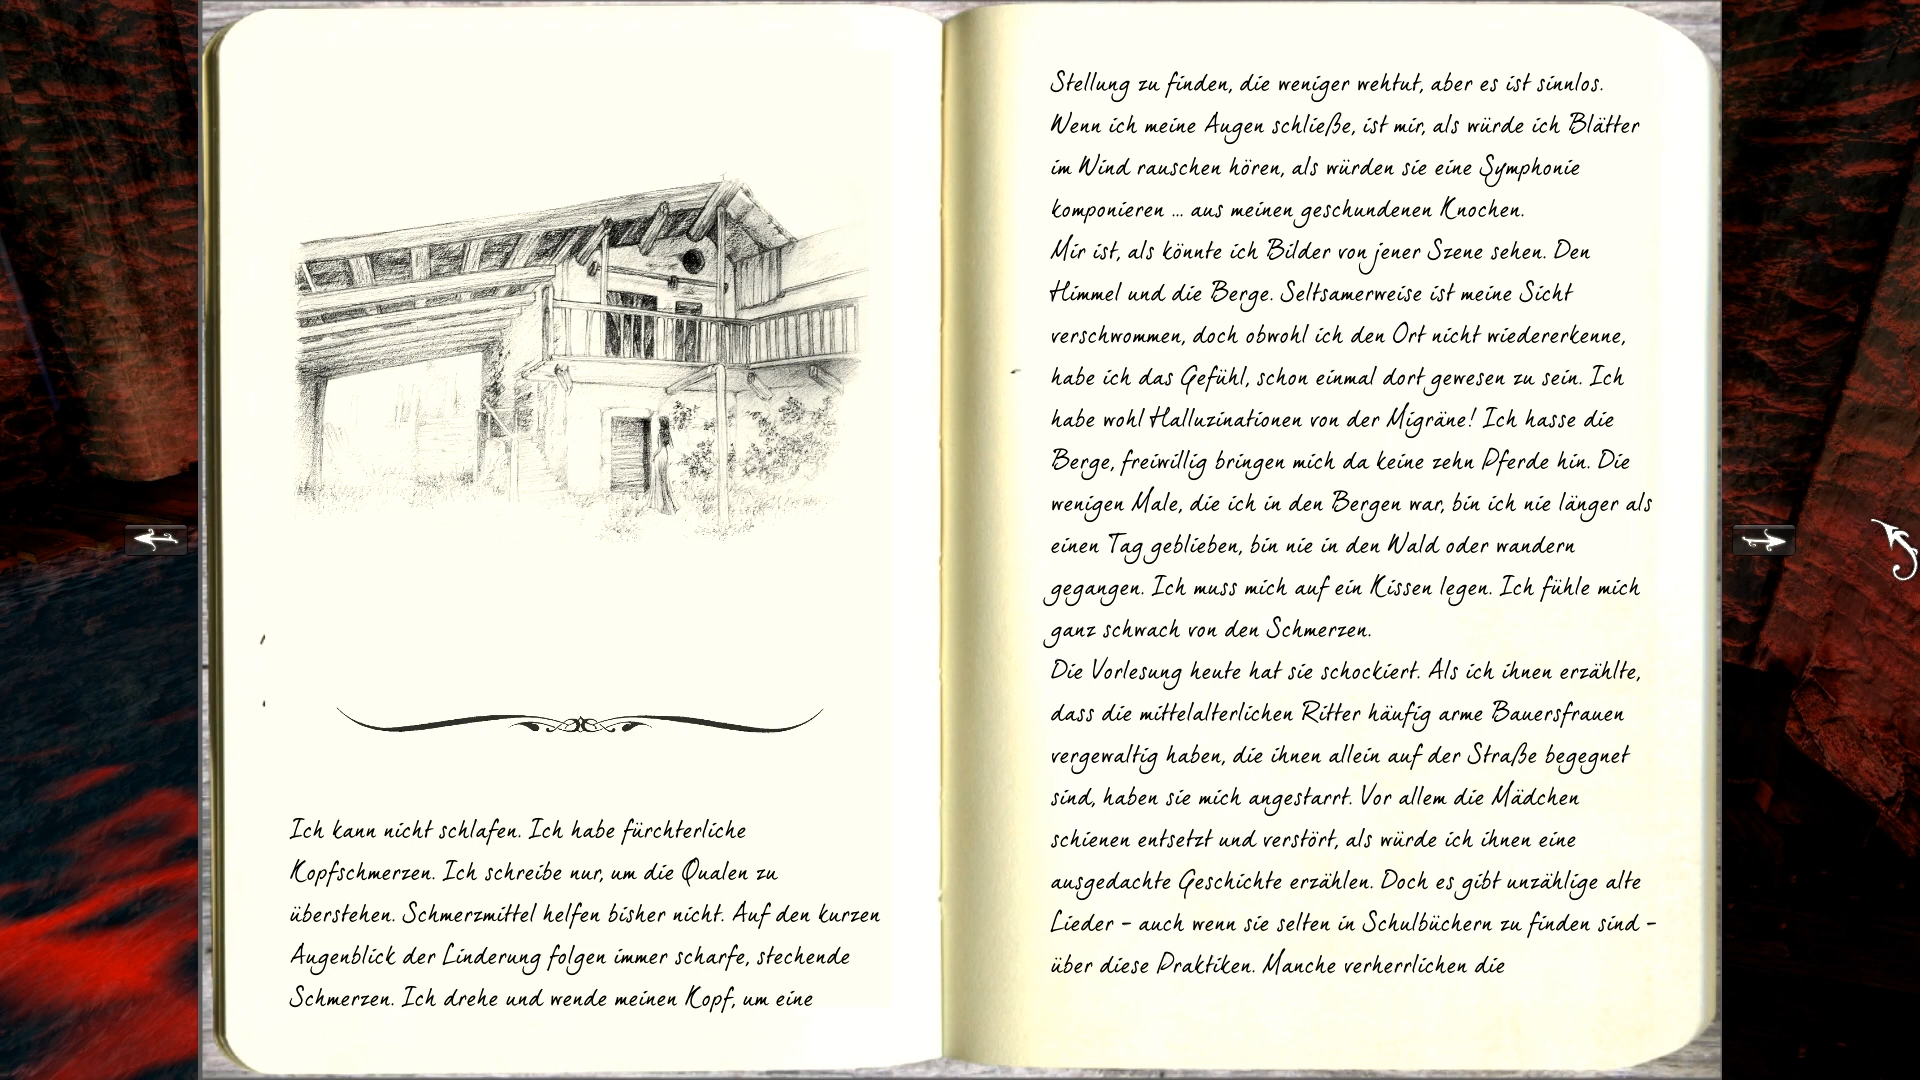 Ich kann nicht schlafen. Ich habe fürchterliche
Kopfschmerzen. Ich schreibe nur, um die Qualen zu
überstehen. Schmerzmittel helfen bisher nicht. Auf den kurzen
Augenblick der Linderung folgen immer scharfe, stechende
Schmerzen. Ich drehe und wende meinen Kopf, um eine
Stellung zu finden, die weniger wehtut, aber es ist sinnlos.
Wenn ich meine Augen schließe, ist mir, als würde ich Blätter
im Wind rauschen hören, als würden sie eine Symphonie
komponieren ... aus meinen geschundenen Knochen.
Mir ist, als könnte ich Bilder von jener Szene sehen. Den
Himmel und die Berge. Seltsamerweise ist meine Sicht
verschwommen, doch obwohl ich den Ort nicht wiedererkenne,
habe ich das Gefühl, schon einmal dort gewesen zu sein. Ich
habe wohl Halluzinationen von der Migräne! Ich hasse die
Berge, freiwillig bringen mich da keine zehn Pferde hin. Die
wenigen Male, die ich in den Bergen war, bin ich nie länger als
einen Tag geblieben, bin nie in den Wald oder wandern
gegangen. Ich muss mich auf ein Kissen legen. Ich fühle mich
ganz schwach von den Schmerzen.
Die Vorlesung heute hat sie schockiert. Als ich ihnen erzählte,
dass die mittelalterlichen Ritter häufig arme Bauersfrauen
vergewaltig haben, die ihnen allein auf der Straße begegnet
sind, haben sie mich angestarrt. Vor allem die Mädchen
schienen entsetzt und verstört, als würde ich ihnen eine
ausgedachte Geschichte erzählen. Doch es gibt unzählige alte
Lieder – auch wenn sie selten in Schulbüchern zu finden sind –
über diese Praktiken. Manche verherrlichen die